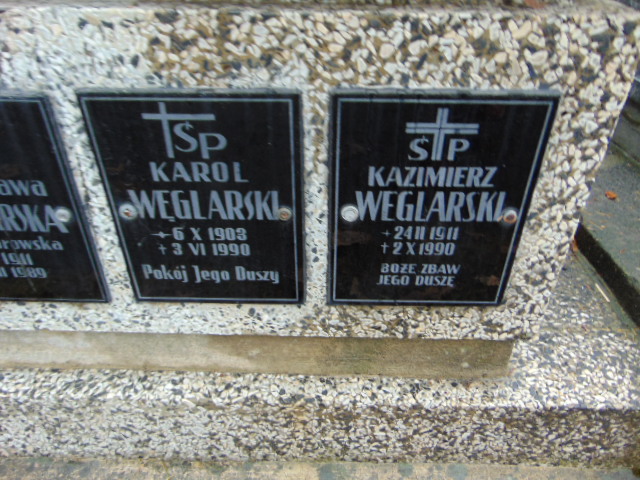 ŚP
KAROL
WĘGLARSKI
6 X 1903
+ 3 VI 1990
Pokój Jego Duszy
ŚP
KAZIMIERZ
WĘGLARSKI
24 II 1911
+ 2 X 1990
BOŻE ZBAW
JEGO DUSZĘ